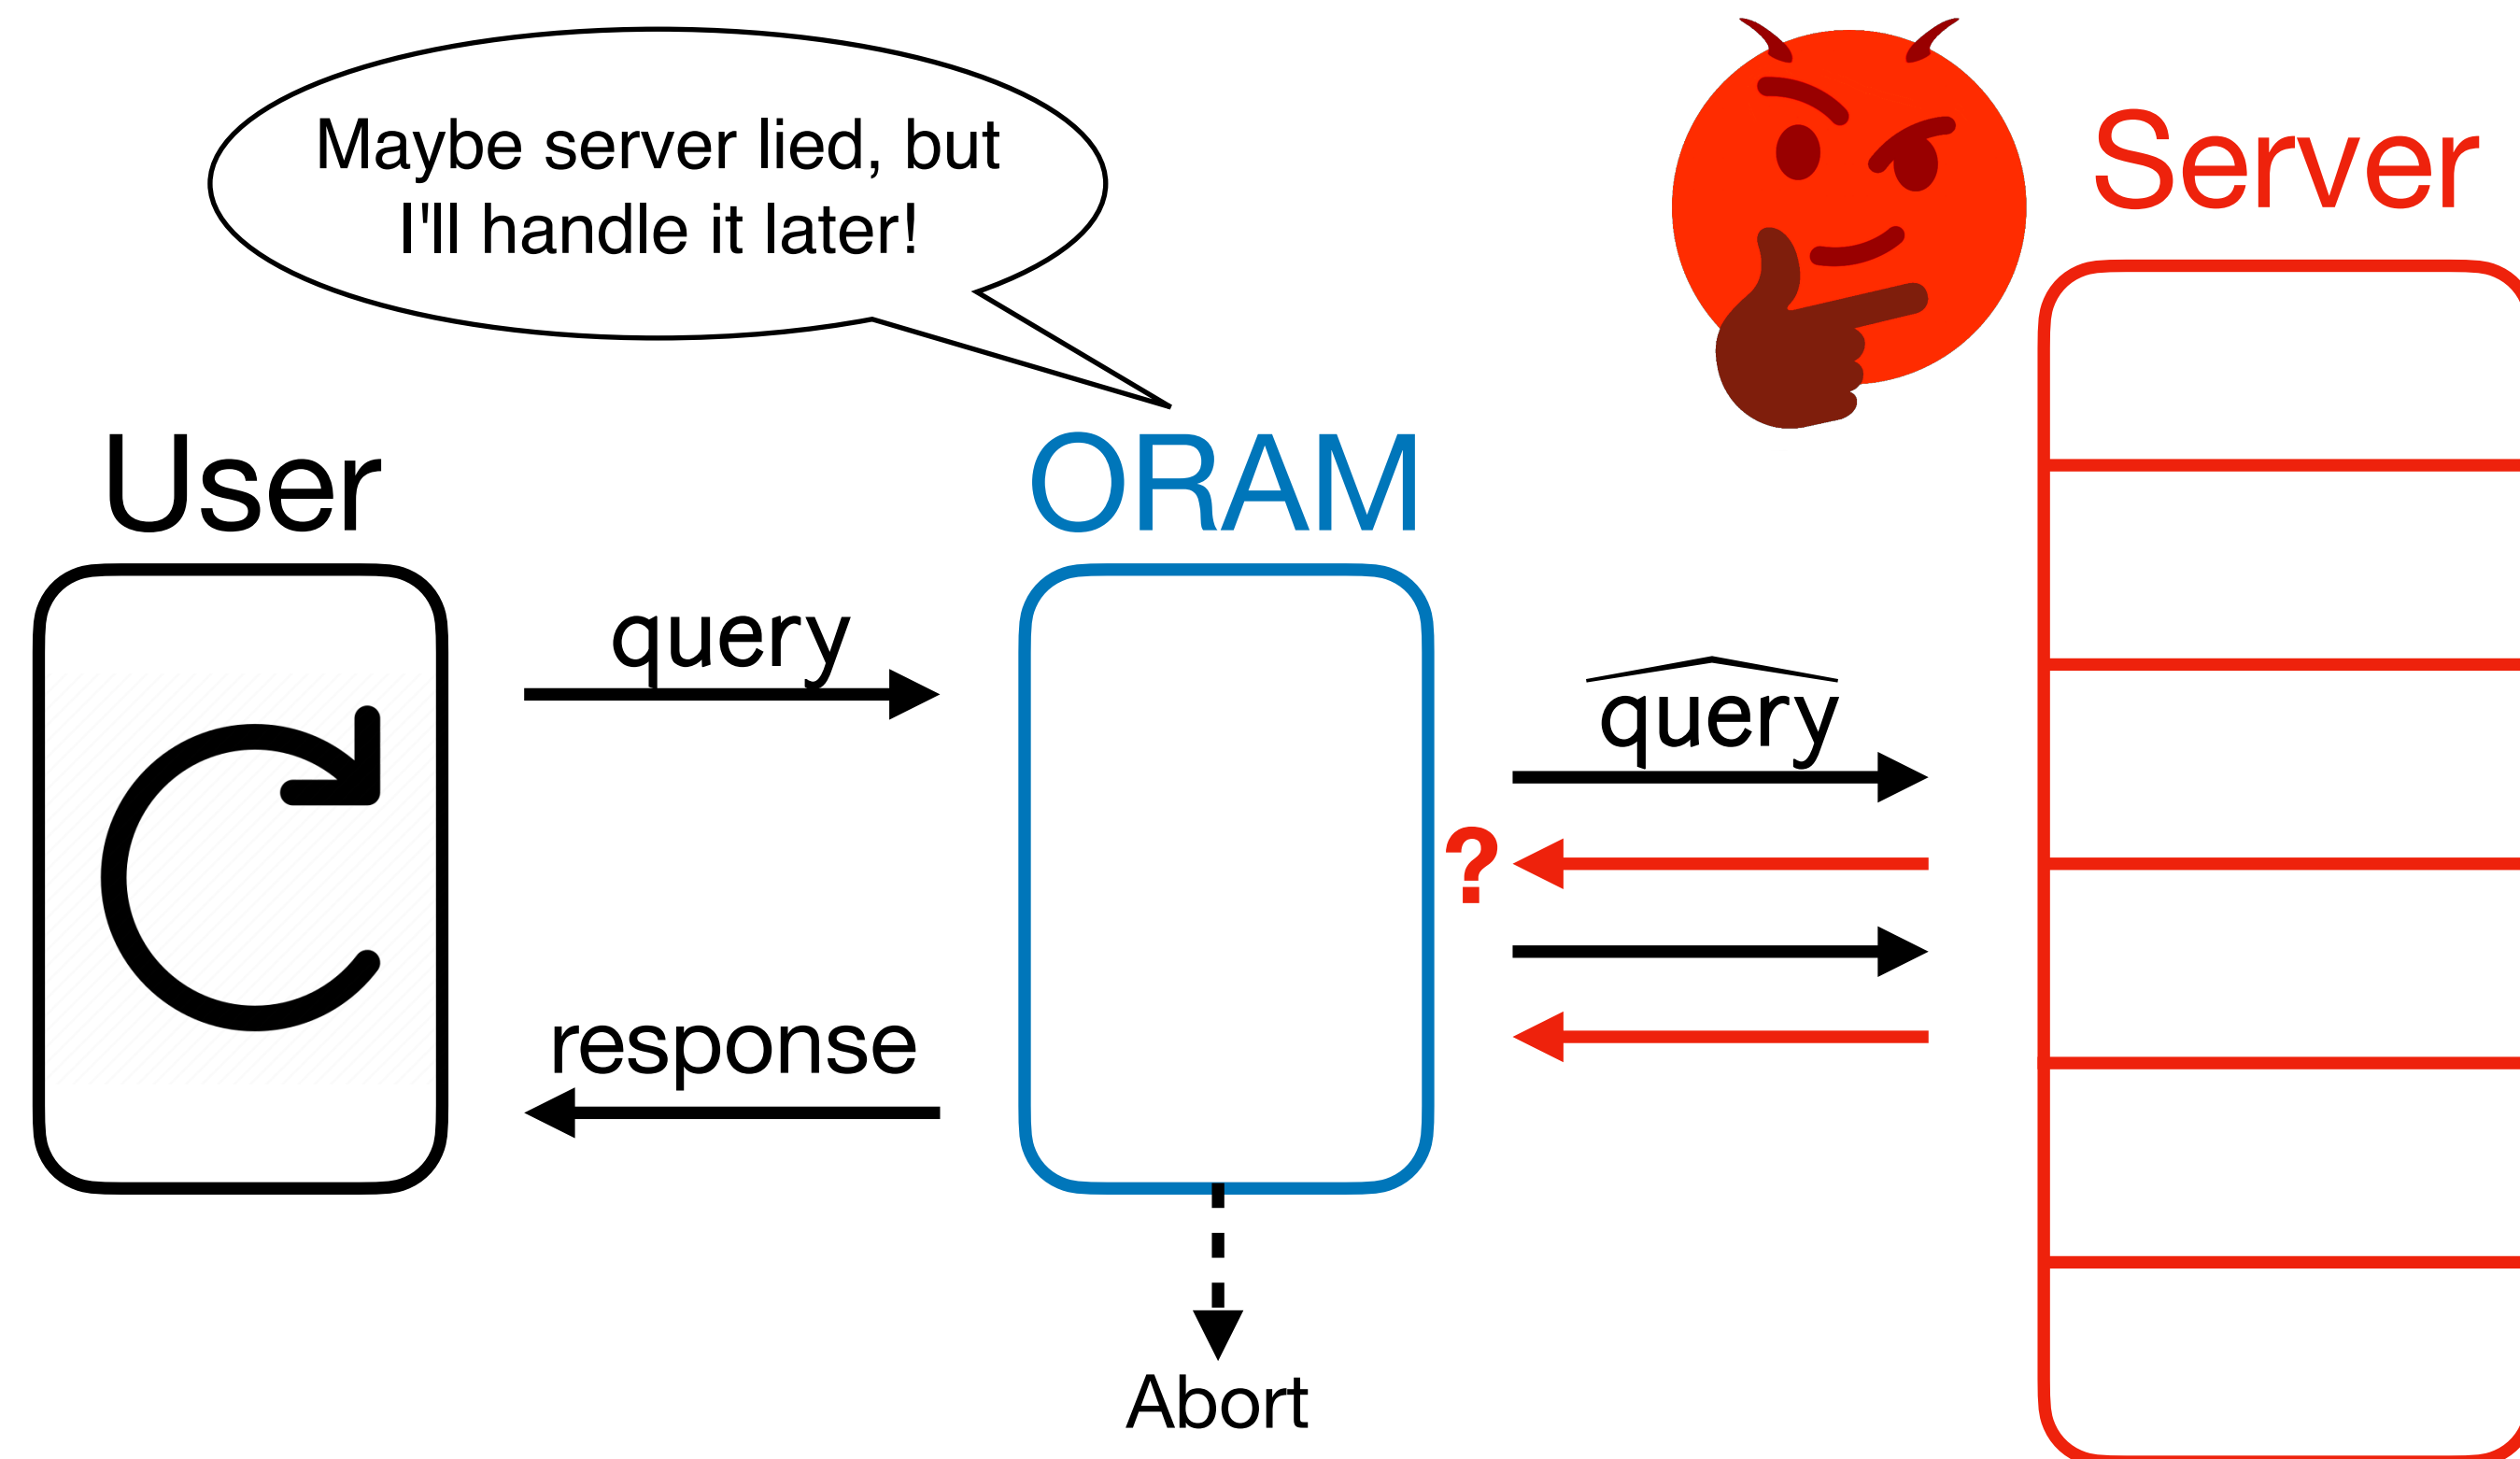 Maybe server lied, but
I'll handle it later!
Server
User
ORAM
query
query
?
response
Abort